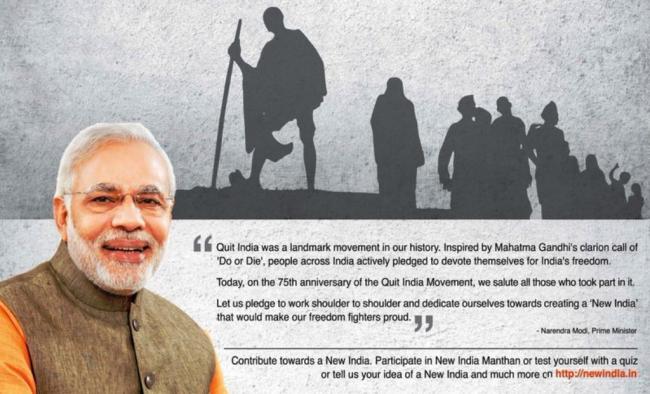 “ Quit India was a landmark movement in our history. Inspired by Mahatma Gandhi's clarion call of
'Do or Die', people across India actively pledged to devote themselves for India's freedom.
Today, on the 75th anniversary of the Quit India Movement, we salute all those who took part in it.
Let us pledge to work shoulder to shoulder and dedicate ourselves towards creating a ‘New India’
that would make our freedom fighters proud. ”
- Narendra Modi, Prime Minister
Contribute towards a New India. Participate in New India Manthan or test yourself with a quiz
or tell us your idea of a New India and much more on http://newindia.in